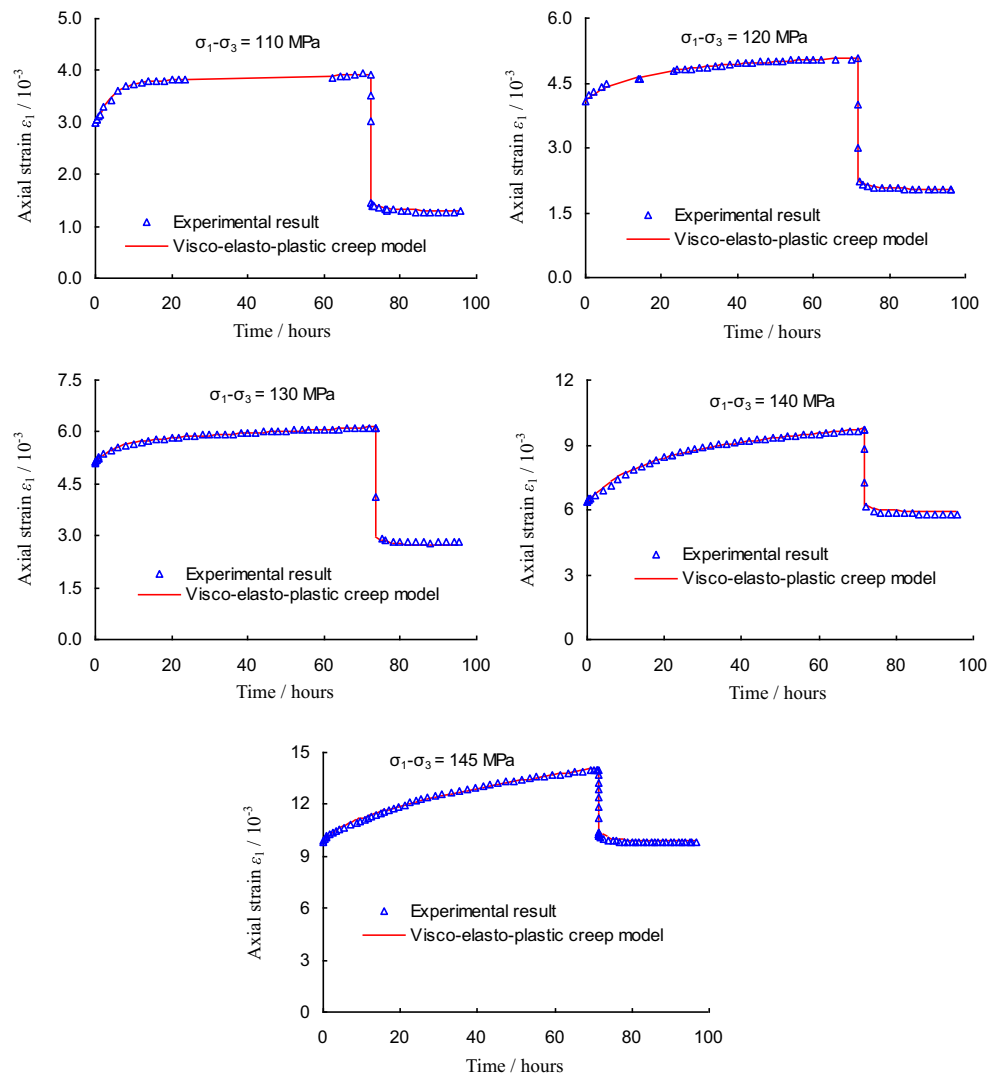 σ1-σ3 = 110 MPa
Axial strain ε1 / 10-3
5.0
4.0
3.0
2.0
1.0
0.0
Experimental result
Visco-elasto-plastic creep model
0 20 40 60 80 100
Time / hours
σ1-σ3 = 120 MPa
Axial strain ε1 / 10-3
6.0
4.5
3.0
1.5
0.0
Experimental result
Visco-elasto-plastic creep model
0 20 40 60 80 100
Time / hours
σ1-σ3 = 130 MPa
Axial strain ε1 / 10-3
7.5
6.0
4.5
3.0
1.5
0.0
Experimental result
Visco-elasto-plastic creep model
0 20 40 60 80 100
Time / hours
σ1-σ3 = 140 MPa
Axial strain ε1 / 10-3
12
9
6
3
0
Experimental result
Visco-elasto-plastic creep model
0 20 40 60 80 100
Time / hours
σ1-σ3 = 145 MPa
Axial strain ε1 / 10-3
15
12
9
6
3
0
Experimental result
Visco-elasto-plastic creep model
0 20 40 60 80 100
Time / hours